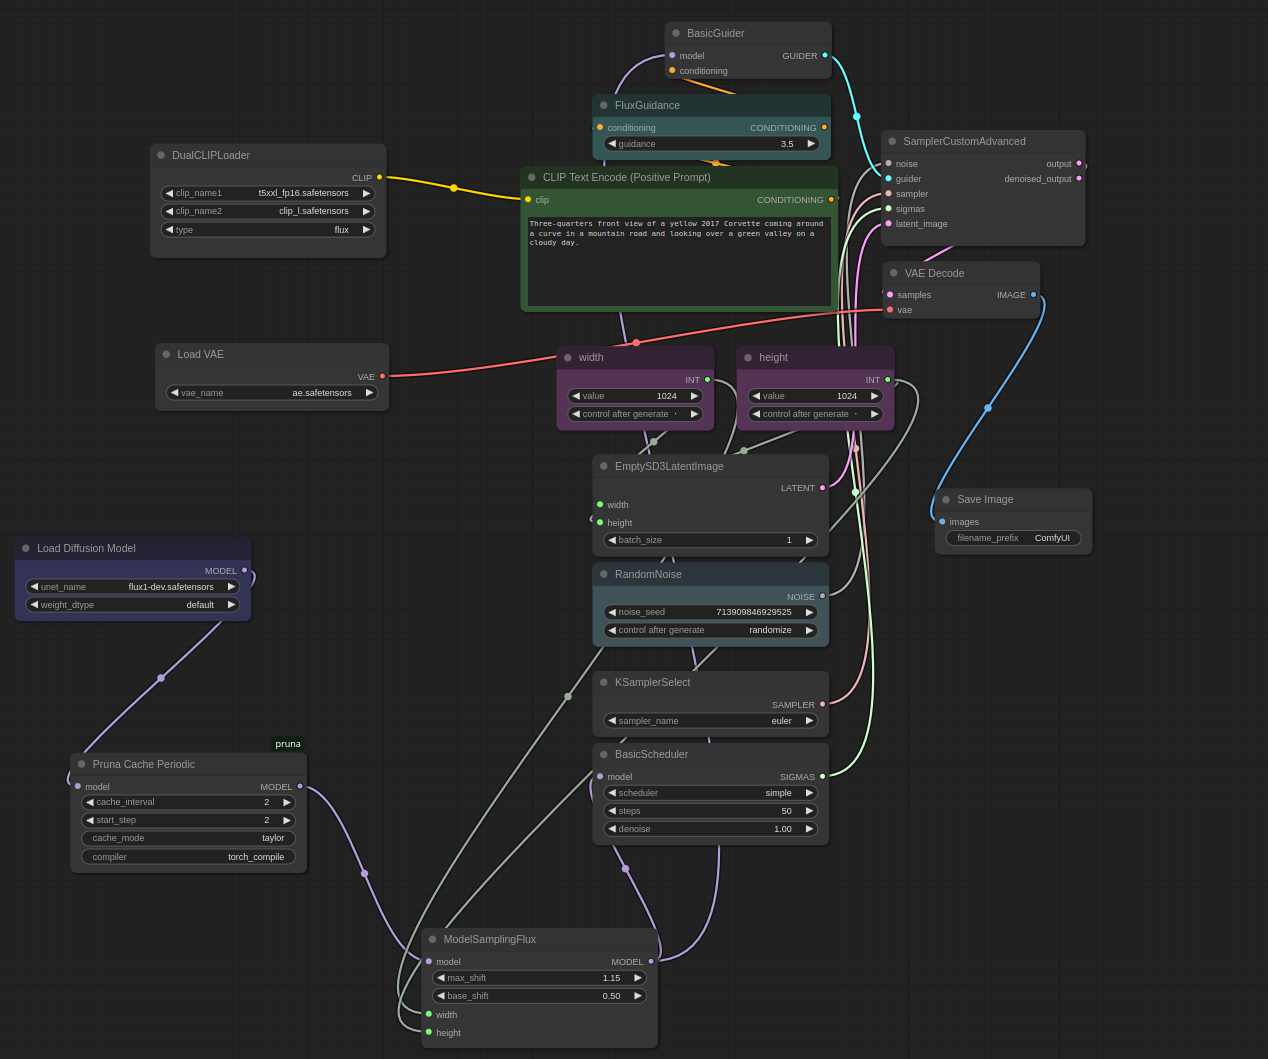 BasicGuider
model GUIDER
conditioning
FluxGuidance
conditioning CONDITIONING
guidance 3.5
DualCLIPLoader
CLIP
clip_name1 t5xxl_fp16.safetensors
clip_name2 clip_l.safetensors
type flux
CLIP Text Encode (Positive Prompt)
clip CONDITIONING
Three-quarters front view of a yellow 2017 Corvette coming around
a curve in a mountain road and looking over a green valley on a
cloudy day.
SamplerCustomAdvanced
noise output
guider denoised_output
sampler
sigmas
latent_image
VAE Decode
samples IMAGE
vae
Load VAE
VAE
vae_name ae.safetensors
width
INT
value 1024
control after generate
height
INT
value 1024
control after generate
EmptySD3LatentImage
LATENT
width
height
batch_size 1
Save Image
images
filename_prefix ComfyUI
Load Diffusion Model
MODEL
unet_name flux1-dev.safetensors
weight_dtype default
RandomNoise
NOISE
noise_seed 713909846929525
control after generate randomize
KSamplerSelect
SAMPLER
sampler_name euler
BasicScheduler
model SIGMAS
scheduler simple
steps 50
denoise 1.00
pruna
Pruna Cache Periodic
model MODEL
cache_interval 2
start_step 2
cache_mode taylor
compiler torch_compile
ModelSamplingFlux
model MODEL
max_shift 1.15
base_shift 0.50
width
height